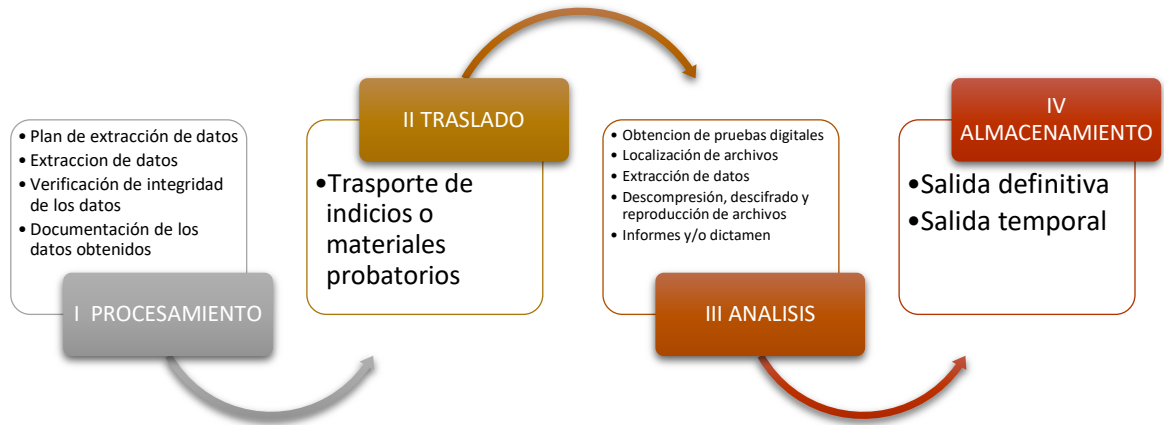 • Plan de extracción de datos
• Extraccion de datos
• Verificación de integridad
de los datos
• Documentación de los
datos obtenidos
I PROCESAMIENTO
II TRASLADO
•Trasporte de
indicios o
materiales
probatorios
• Obtencion de pruebas digitales
• Localización de archivos
• Extracción de datos
• Descompresión, descifrado y
reproducción de archivos
• Informes y/o dictamen
III ANALISIS
IV
ALMACENAMIENTO
•Salida definitiva
•Salida temporal